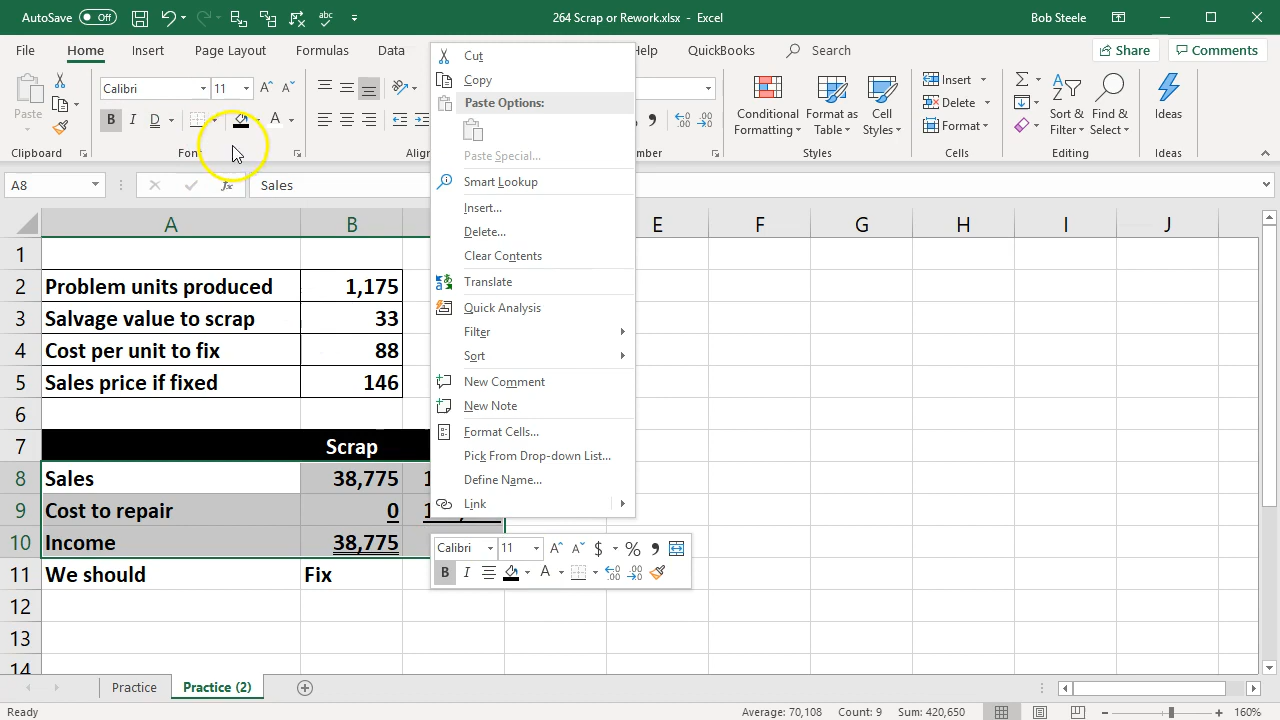 AutoSave Off
264 Scrap or Rework.xlsx - Excel
Bob Steele
File Home Insert Page Layout Formulas Data Help QuickBooks Search Share Comments
Paste
Calibri 11
B I D A
Conditional Formatting
Format as Table
Cell Styles
Insert
Delete
Format
Sort & Filter
Find & Select
Ideas
Clipboard Font Styles Cells Editing Ideas
A8 fx Sales
A B E F G H I J
1
2 Problem units produced 1,175
3 Salvage value to scrap 33
4 Cost per unit to fix 88
5 Sales price if fixed 146
6
7 Scrap
8 Sales 38,775
9 Cost to repair 0
10 Income 38,775
11 We should Fix
12
13
14
Cut
Copy
Paste Options:
Paste Special...
Smart Lookup
Insert...
Delete...
Clear Contents
Translate
Quick Analysis
Filter
Sort
New Comment
New Note
Format Cells...
Pick From Drop-down List...
Define Name...
Link
Calibri 11 A A $ % ,
B I A
Practice Practice (2)
Ready Average: 70,108 Count: 9 Sum: 420,650 160%